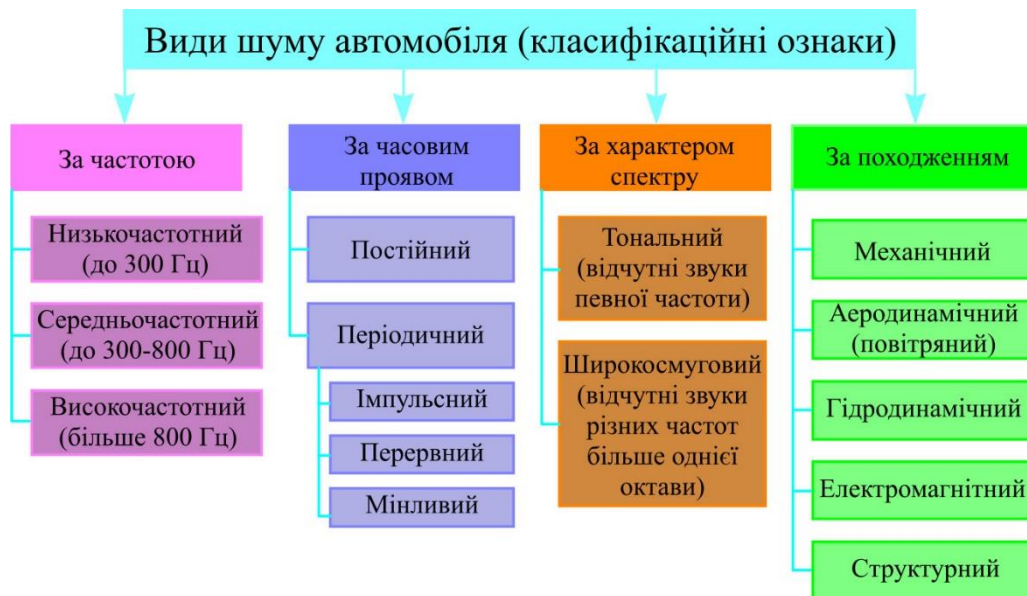 Види шуму автомобіля (класифікаційні ознаки)
За частотою
Низькочастотний
(до 300 Гц)
Середньочастотний
(до 300-800 Гц)
Високочастотний
(більше 800 Гц)
За часовим
проявом
Постійний
Періодичний
Імпульсний
Перервний
Мінливий
За характером
спектру
Тональний
(відчутні звуки
певної частоти)
Широкосмуговий
(відчутні звуки
різних частот
більше однієї
октави)
За походженням
Механічний
Аеродинамічний
(повітряний)
Гідродинамічний
Електромагнітний
Структурний